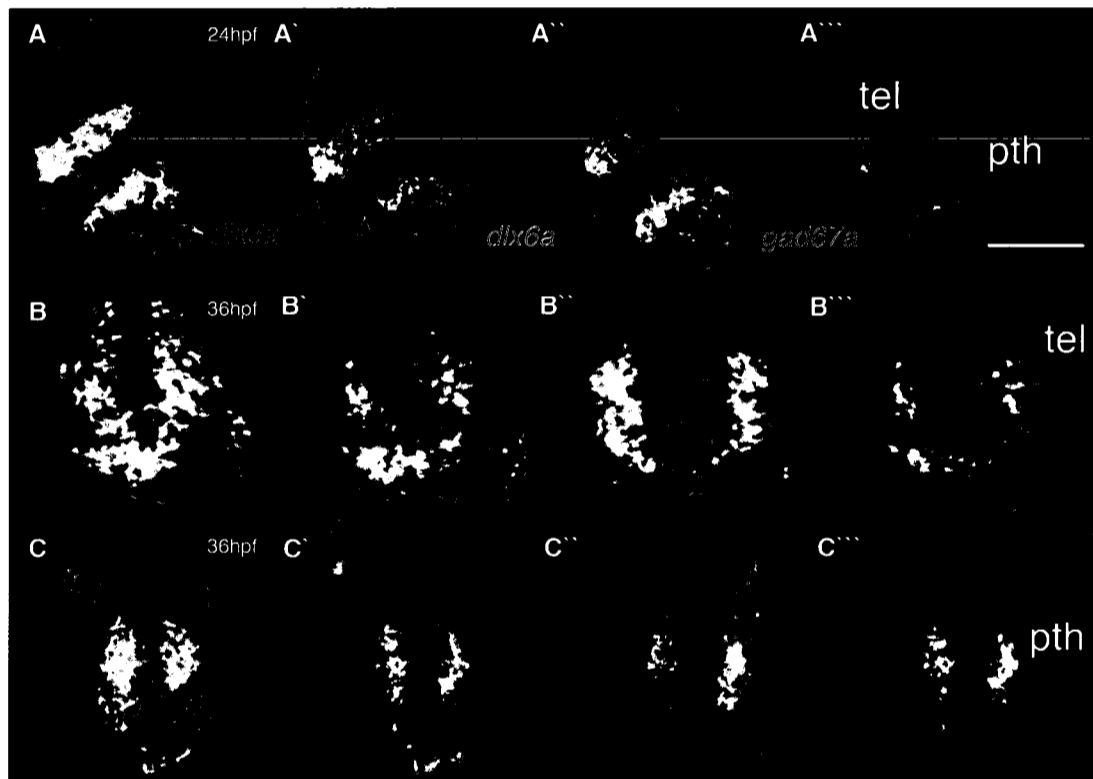 A 24hpf A` A`` A```
tel
pth
dlx6a gad67a
B 36hpf B` B`` B```
tel
C 36hpf C` C`` C```
pth